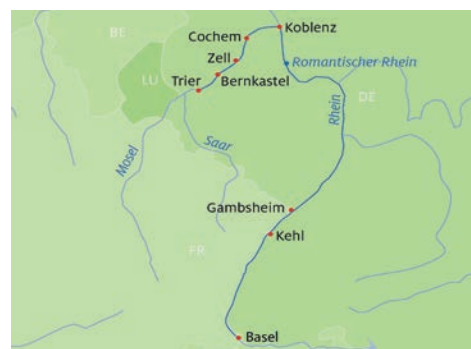 BE
Cochem
Koblenz
Zell
Romantischer Rhein
LU
Trier
Bernkastel
DE
Rhein
Mosel
Saar
Gambsheim
Kehl
FR
Basel